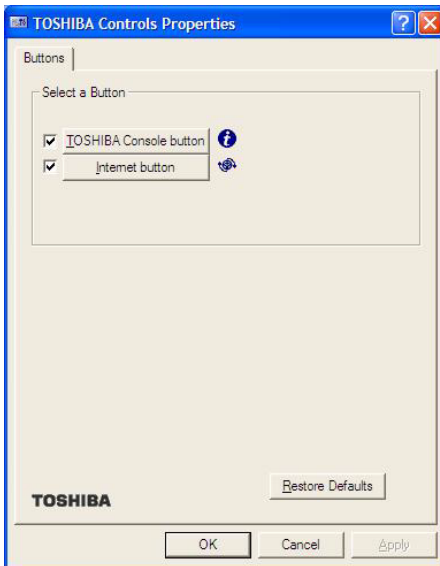 TOSHIBA Controls Properties
Buttons
Select a Button
TOSHIBA Console button
Internet button
Restore Defaults
TOSHIBA
OK Cancel Apply